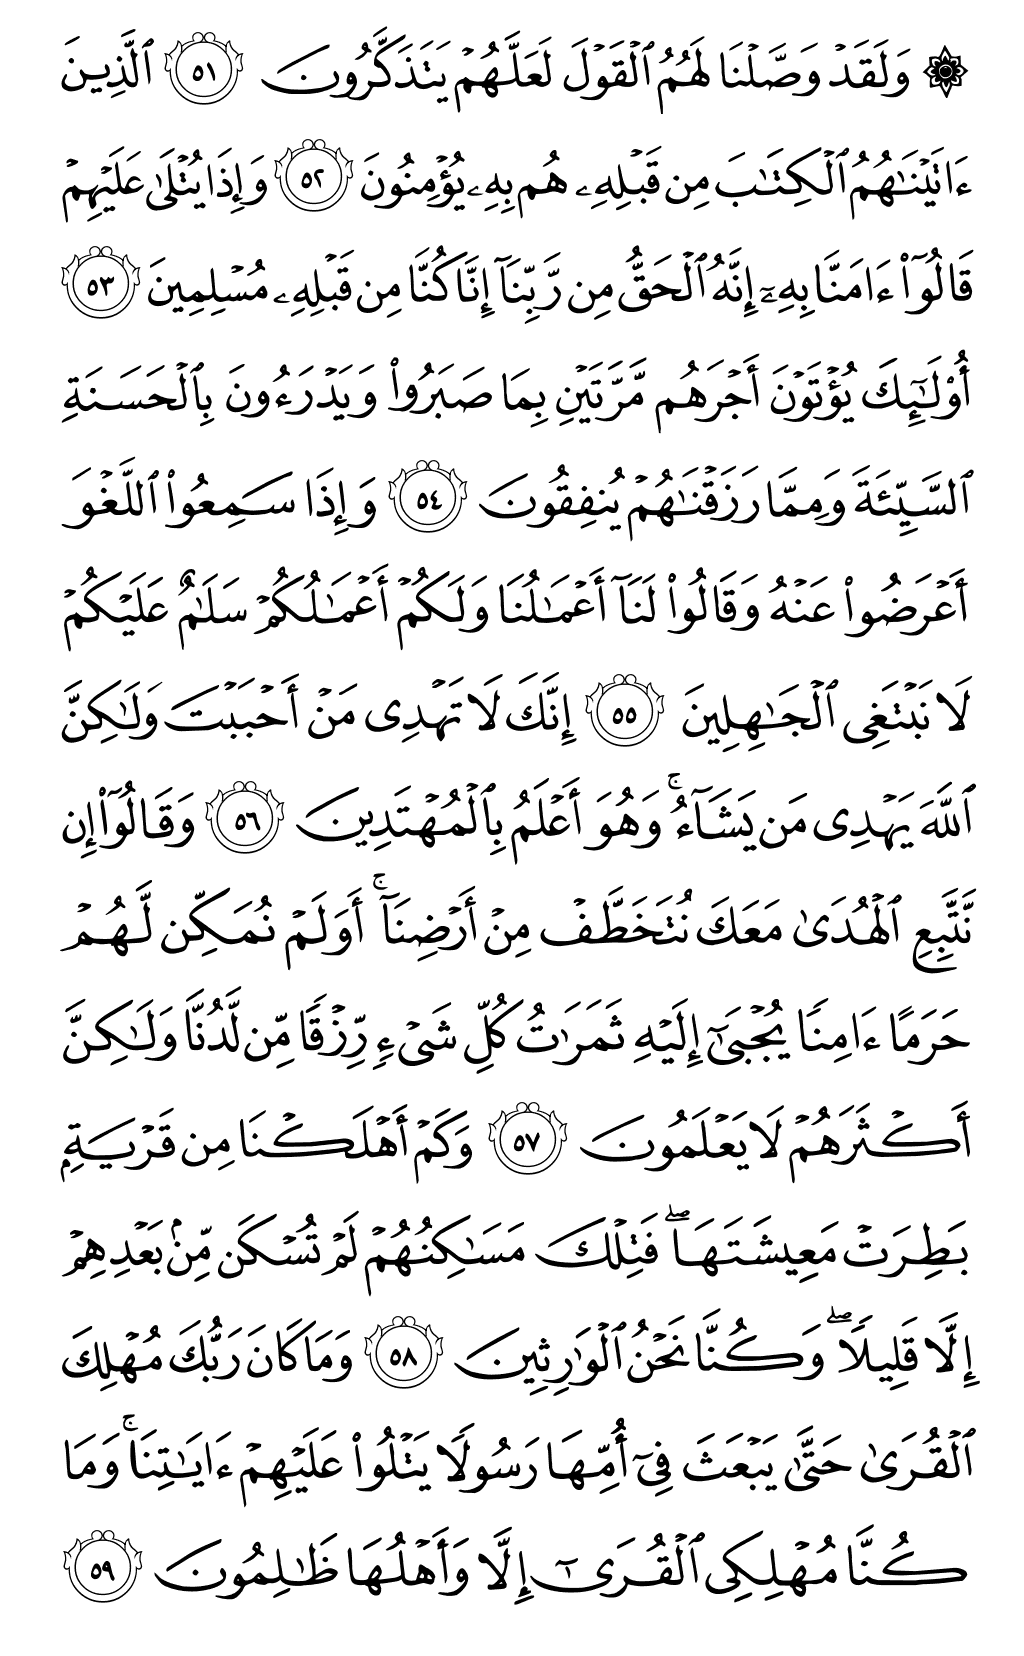 ۞ وَلَقَدۡ وَصَّلۡنَا لَهُمُ ٱلۡقَوۡلَ لَعَلَّهُمۡ يَتَذَكَّرُونَ ٥١ ٱلَّذِينَ
ءَاتَيۡنَٰهُمُ ٱلۡكِتَٰبَ مِن قَبۡلِهِۦ هُم بِهِۦ يُؤۡمِنُونَ ٥٢ وَإِذَا يُتۡلَىٰ عَلَيۡهِمۡ
قَالُوٓاْ ءَامَنَّا بِهِۦٓ إِنَّهُ ٱلۡحَقُّ مِن رَّبِّنَآ إِنَّا كُنَّا مِن قَبۡلِهِۦ مُسۡلِمِينَ ٥٣
أُوْلَٰٓئِكَ يُؤۡتَوۡنَ أَجۡرَهُم مَّرَّتَيۡنِ بِمَا صَبَرُواْ وَيَدۡرَءُونَ بِٱلۡحَسَنَةِ
ٱلسَّيِّئَةَ وَمِمَّا رَزَقۡنَٰهُمۡ يُنفِقُونَ ٥٤ وَإِذَا سَمِعُواْ ٱللَّغۡوَ
أَعۡرَضُواْ عَنۡهُ وَقَالُواْ لَنَآ أَعۡمَٰلُنَا وَلَكُمۡ أَعۡمَٰلُكُمۡ سَلَٰمٌ عَلَيۡكُمۡ
لَا نَبۡتَغِي ٱلۡجَٰهِلِينَ ٥٥ إِنَّكَ لَا تَهۡدِي مَنۡ أَحۡبَبۡتَ وَلَٰكِنَّ
ٱللَّهَ يَهۡدِي مَن يَشَآءُۚ وَهُوَ أَعۡلَمُ بِٱلۡمُهۡتَدِينَ ٥٦ وَقَالُوٓاْ إِن
نَّتَّبِعِ ٱلۡهُدَىٰ مَعَكَ نُتَخَطَّفۡ مِنۡ أَرۡضِنَآۚ أَوَلَمۡ نُمَكِّن لَّهُمۡ
حَرَمًا ءَامِنٗا يُجۡبَىٰٓ إِلَيۡهِ ثَمَرَٰتُ كُلِّ شَيۡءٖ رِّزۡقٗا مِّن لَّدُنَّا وَلَٰكِنَّ
أَكۡثَرَهُمۡ لَا يَعۡلَمُونَ ٥٧ وَكَمۡ أَهۡلَكۡنَا مِن قَرۡيَةِۭ
بَطِرَتۡ مَعِيشَتَهَاۖ فَتِلۡكَ مَسَٰكِنُهُمۡ لَمۡ تُسۡكَن مِّنۢ بَعۡدِهِمۡ
إِلَّا قَلِيلٗاۖ وَكُنَّا نَحۡنُ ٱلۡوَٰرِثِينَ ٥٨ وَمَا كَانَ رَبُّكَ مُهۡلِكَ
ٱلۡقُرَىٰ حَتَّىٰ يَبۡعَثَ فِيٓ أُمِّهَا رَسُولٗا يَتۡلُواْ عَلَيۡهِمۡ ءَايَٰتِنَاۚ وَمَا
كُنَّا مُهۡلِكِي ٱلۡقُرَىٰٓ إِلَّا وَأَهۡلُهَا ظَٰلِمُونَ ٥٩